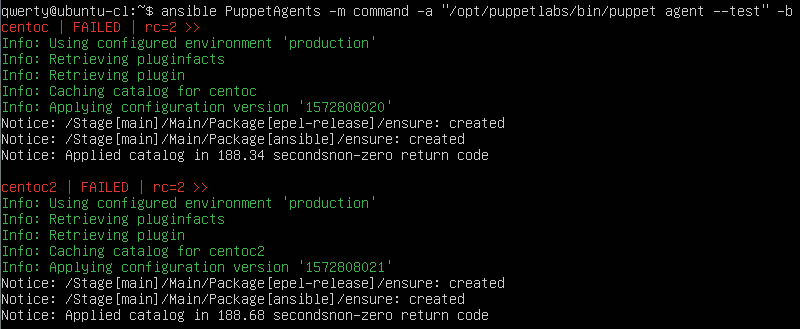 qwerty@ubuntu-cl:~$ ansible PuppetAgents -m command -a "/opt/puppetlabs/bin/puppet agent --test" -b
centoc | FAILED | rc=2 >>
Info: Using configured environment 'production'
Info: Retrieving pluginfacts
Info: Retrieving plugin
Info: Caching catalog for centoc
Info: Applying configuration version '1572808020'
Notice: /Stage[main]/Main/Package[epel-release]/ensure: created
Notice: /Stage[main]/Main/Package[ansible]/ensure: created
Notice: Applied catalog in 188.34 secondsnon-zero return code
centoc2 | FAILED | rc=2 >>
Info: Using configured environment 'production'
Info: Retrieving pluginfacts
Info: Retrieving plugin
Info: Caching catalog for centoc2
Info: Applying configuration version '1572808021'
Notice: /Stage[main]/Main/Package[epel-release]/ensure: created
Notice: /Stage[main]/Main/Package[ansible]/ensure: created
Notice: Applied catalog in 188.68 secondsnon-zero return code